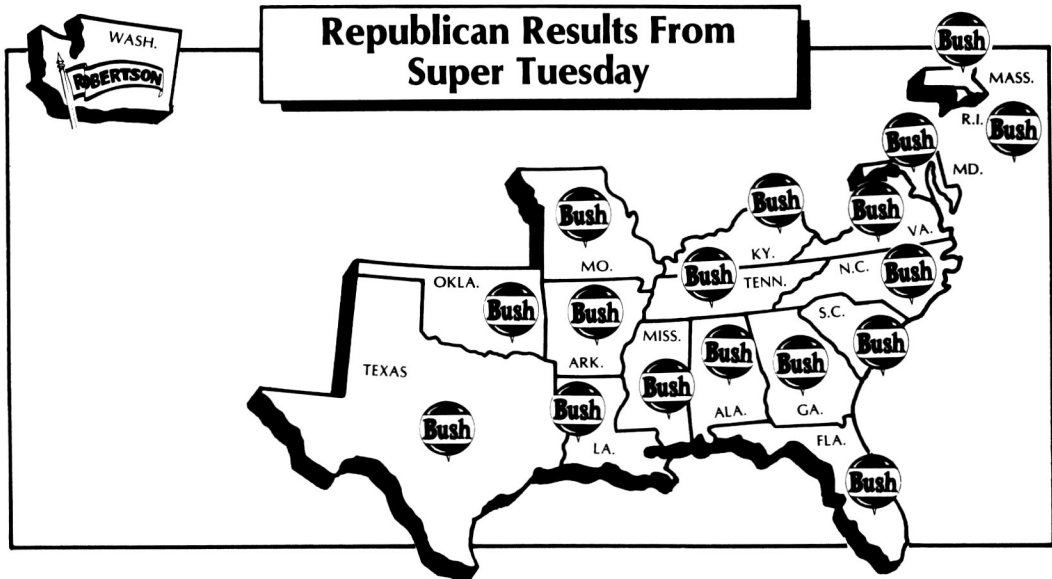 Republican Results From
Super Tuesday
WASH.
ROBERTSON
Bush
MASS.
R.I.
Bush
Bush
MD.
Bush
VA.
Bush
KY.
Bush
MO.
Bush
TENN.
N.C.
Bush
OKLA.
Bush
Bush
ARK.
S.C.
Bush
MISS.
Bush
Bush
ALA.
Bush
GA.
TEXAS
Bush
Bush
LA.
FLA.
Bush